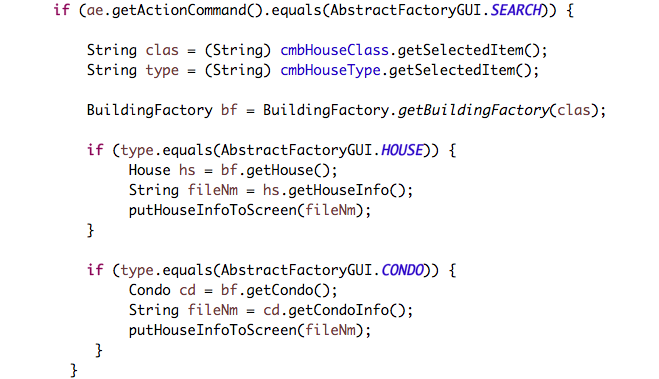 if (ae.getActionCommand().equals(AbstractFactoryGUI.SEARCH)) {
String clas = (String) cmbHouseClass.getSelectedItem();
String type = (String) cmbHouseType.getSelectedItem();
BuildingFactory bf = BuildingFactory.getBuildingFactory(clas);
if (type.equals(AbstractFactoryGUI.HOUSE)) {
House hs = bf.getHouse();
String fileNm = hs.getHouseInfo();
putHouseInfoToScreen(fileNm);
}
if (type.equals(AbstractFactoryGUI.CONDO)) {
Condo cd = bf.getCondo();
String fileNm = cd.getCondoInfo();
putHouseInfoToScreen(fileNm);
}
}